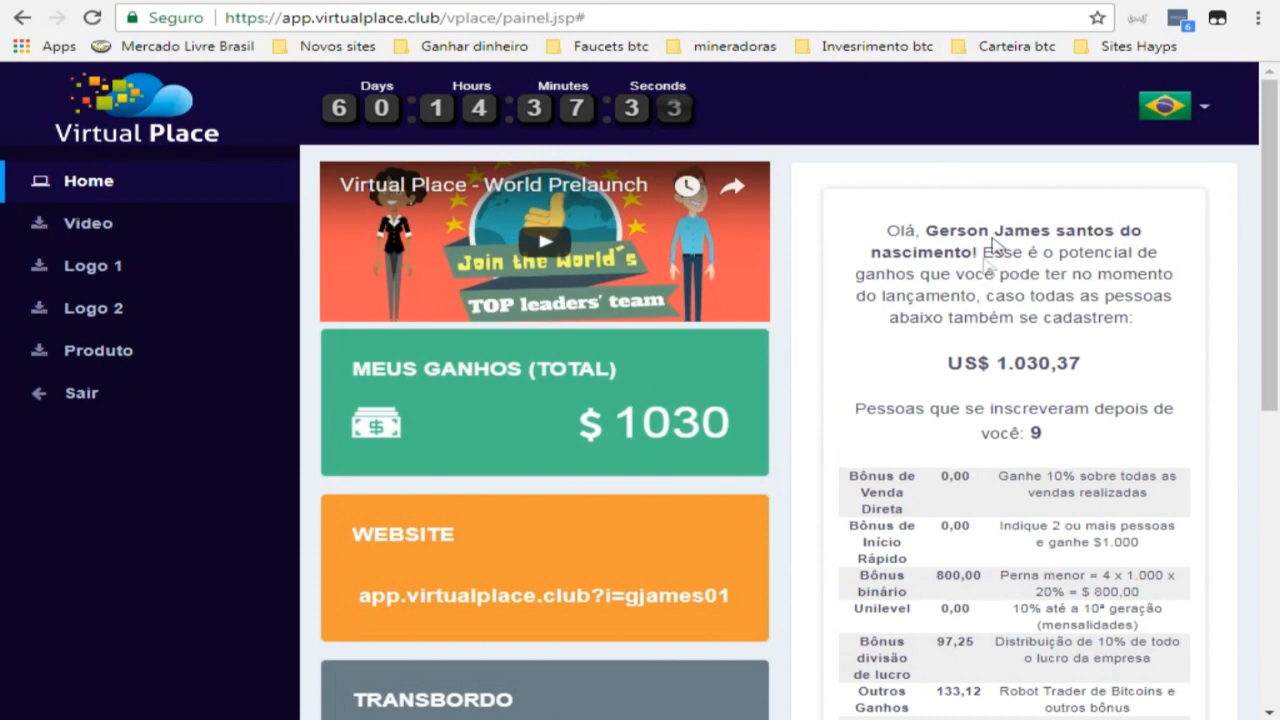 Seguro https://app.virtualplace.club/vplace/painel.jsp#
Apps Mercado Livre Brasil Novos sites Ganhar dinheiro Faucets btc mineradoras Invesrimento btc Carteira btc Sites Hayps
6
Virtual Place
Days Hours Minutes Seconds
6 0 : 1 4 : 3 7 : 3 3
Home
Video
Logo 1
Logo 2
Produto
Sair
Virtual Place - World Prelaunch
Join the World's
TOP leaders' team
MEUS GANHOS (TOTAL)
$ 1030
WEBSITE
app.virtualplace.club?i=gjames01
TRANSBORDO
Olá, Gerson James santos do
nascimento! Esse é o potencial de
ganhos que você pode ter no momento
do lançamento, caso todas as pessoas
abaixo também se cadastrem:
US$ 1.030,37
Pessoas que se inscreveram depois de
você: 9
Bônus de Venda Direta 0,00 Ganhe 10% sobre todas as vendas realizadas
Bônus de Início Rápido 0,00 Indique 2 ou mais pessoas e ganhe $1.000
Bônus binário 800,00 Perna menor = 4 x 1.000 x 20% = $ 800,00
Unilevel 0,00 10% até a 10ª geração (mensalidades)
Bônus divisão de lucro 97,25 Distribuição de 10% de todo o lucro da empresa
Outros Ganhos 133,12 Robot Trader de Bitcoins e outros bônus